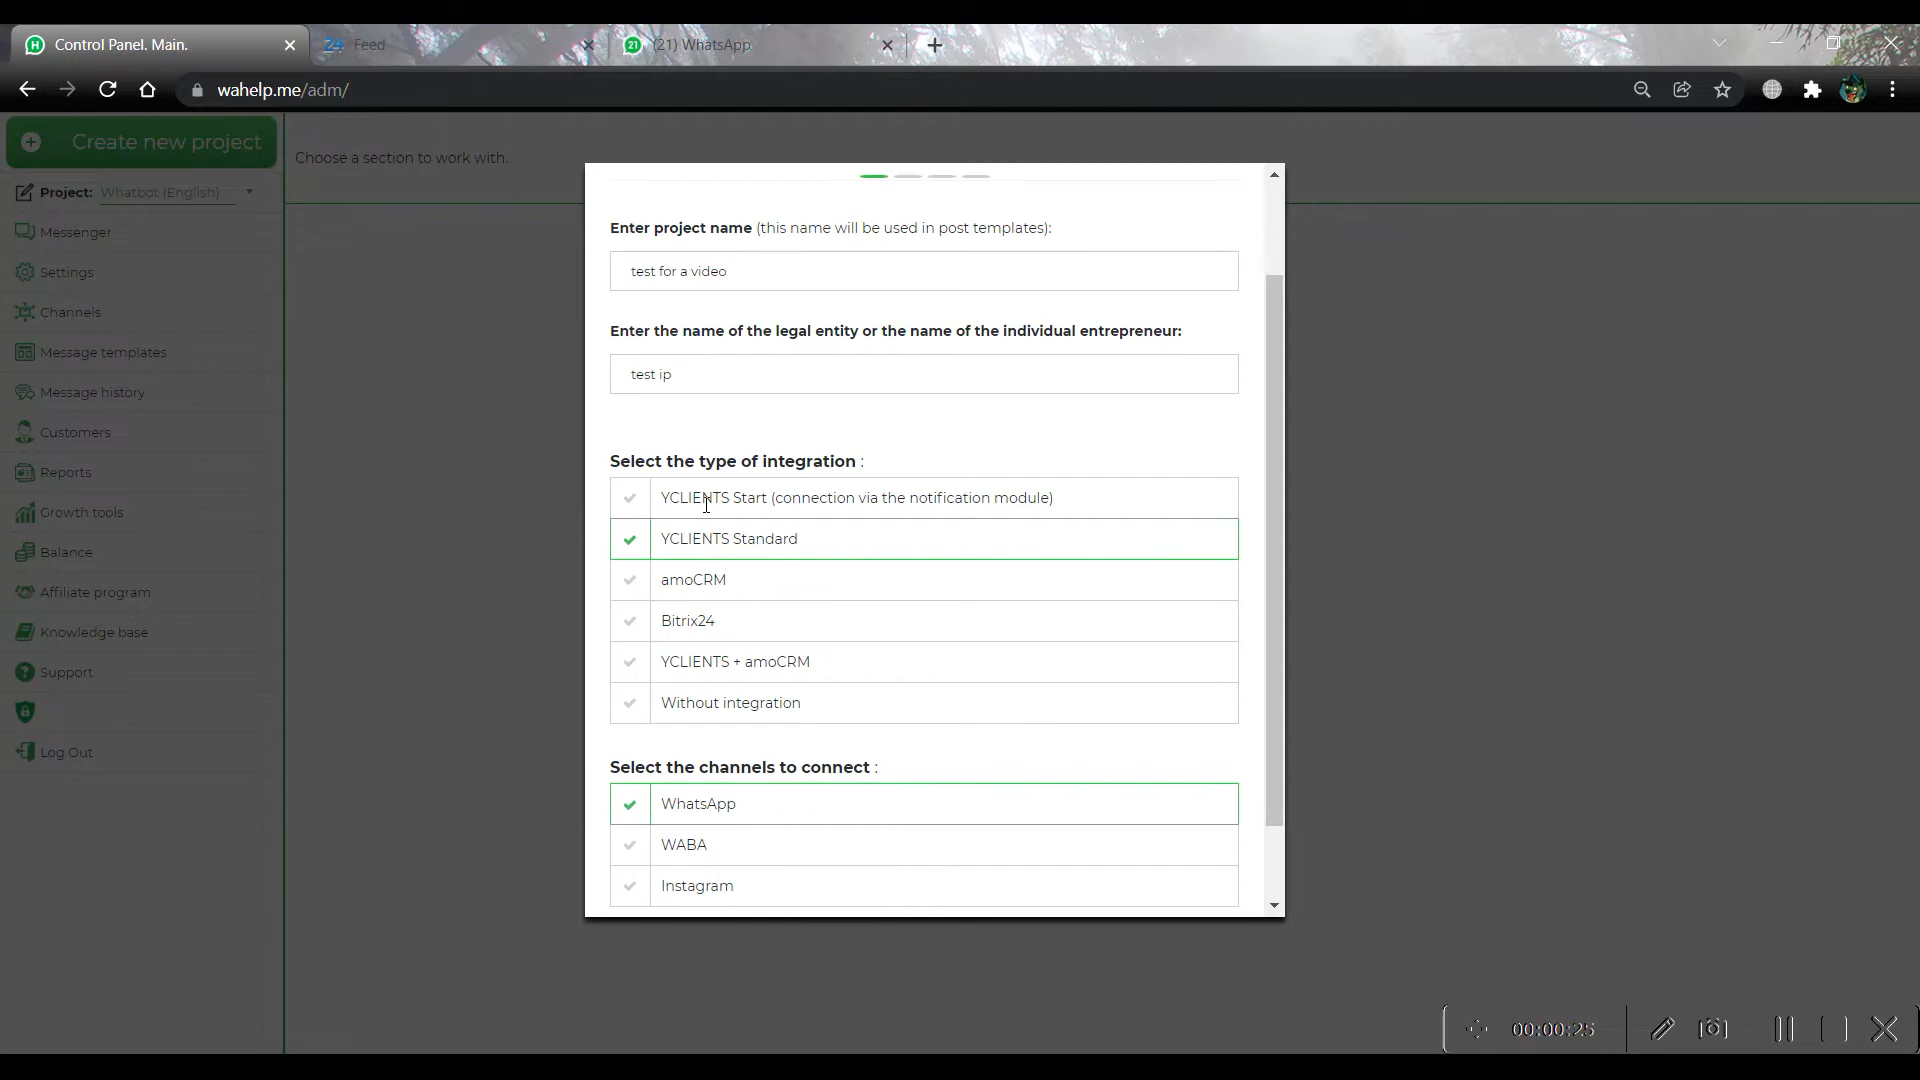 Control Panel. Main.
24 Feed
21 (21) WhatsApp
wahelp.me/adm/
Create new project
Choose a section to work with.
Project: Whatbot (English)
Messenger
Settings
Channels
Message templates
Message history
Customers
Reports
Growth tools
Balance
Affiliate program
Knowledge base
Support
Log Out
Enter project name (this name will be used in post templates):
test for a video
Enter the name of the legal entity or the name of the individual entrepreneur:
test ip
Select the type of integration :
YCLIENTS Start (connection via the notification module)
YCLIENTS Standard
amoCRM
Bitrix24
YCLIENTS + amoCRM
Without integration
Select the channels to connect :
WhatsApp
WABA
Instagram
00:00:25